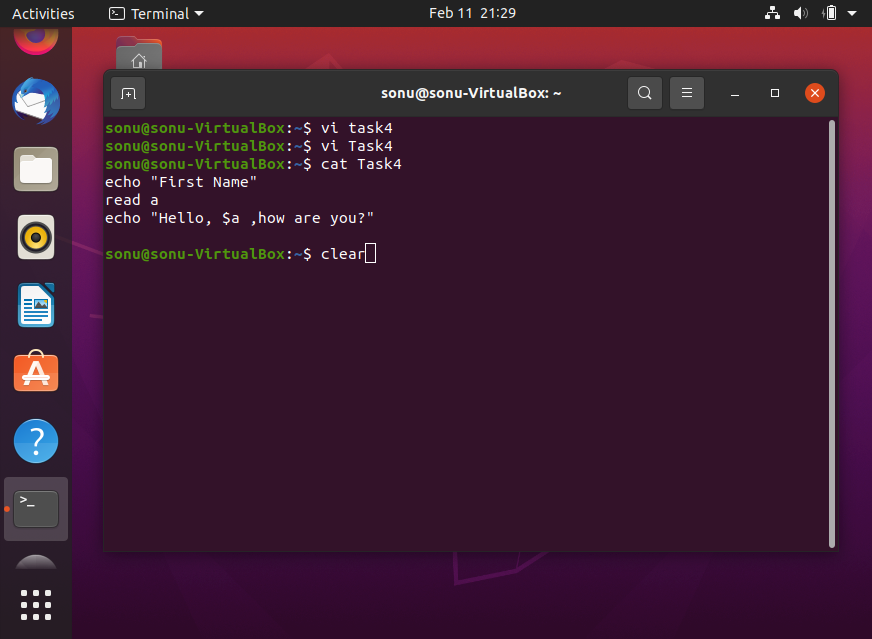 Activities
Terminal
Feb 11 21:29
sonu@sonu-VirtualBox: ~
sonu@sonu-VirtualBox:~$ vi task4
sonu@sonu-VirtualBox:~$ vi Task4
sonu@sonu-VirtualBox:~$ cat Task4
echo "First Name"
read a
echo "Hello, $a ,how are you?"
sonu@sonu-VirtualBox:~$ clear